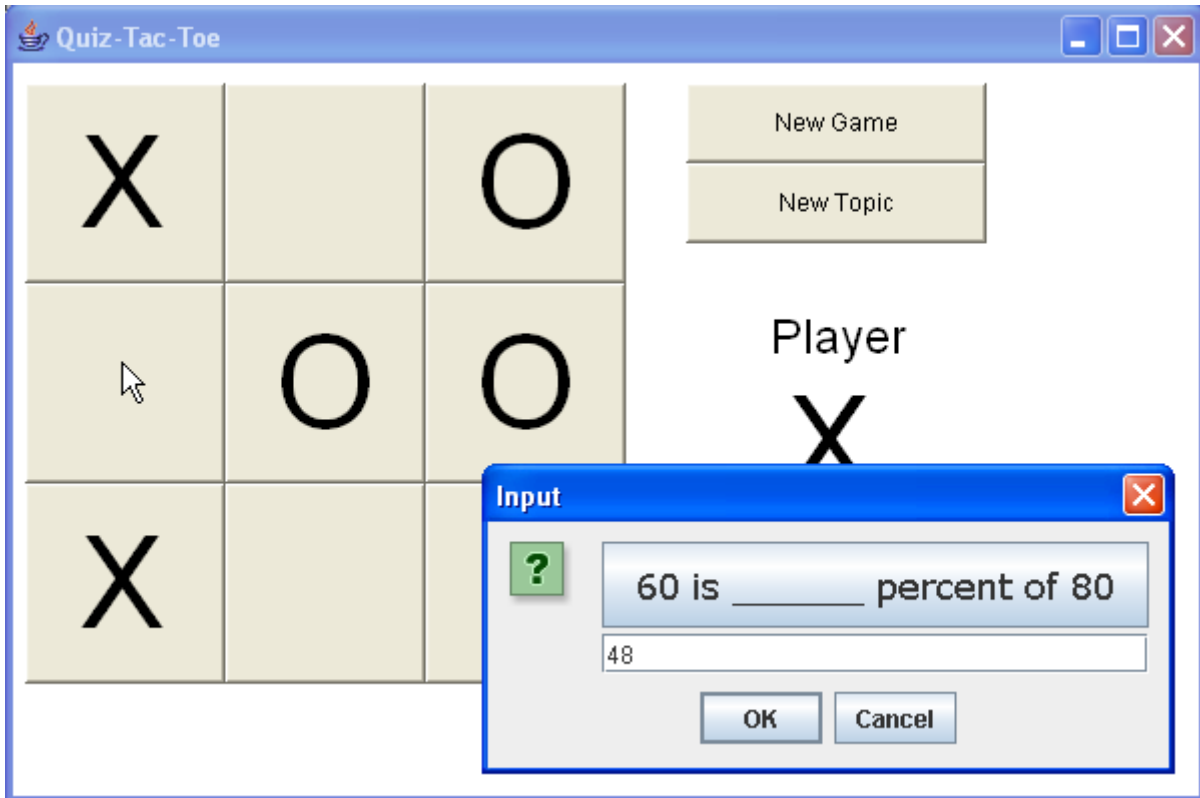 Quiz-Tac-Toe
X O
New Game
New Topic
O O
Player
X
X
Input
?
60 is _______ percent of 80
48
OK Cancel